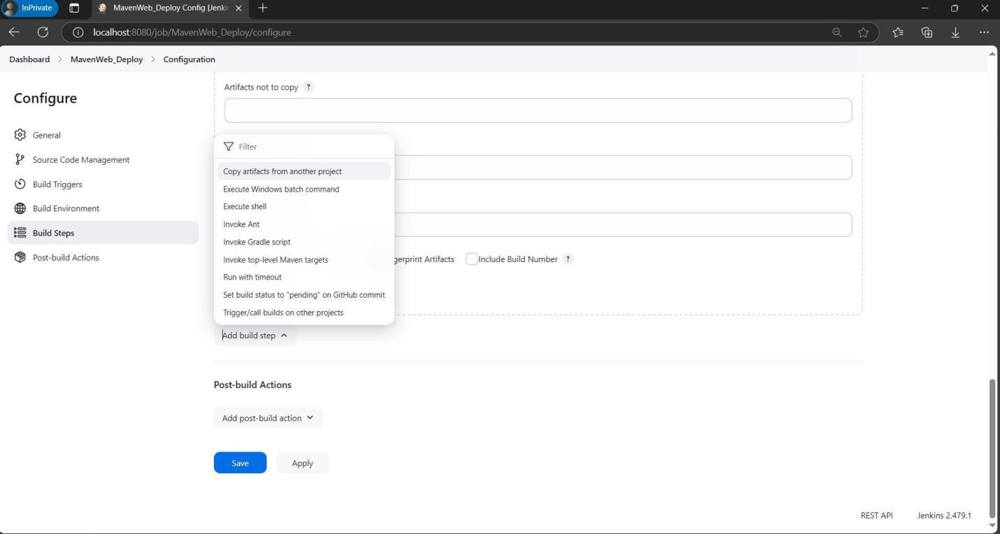 InPrivate
MavenWeb_Deploy Config [Jenki
localhost:8080/job/MavenWeb_Deploy/configure
Dashboard > MavenWeb_Deploy > Configuration
Configure
General
Source Code Management
Build Triggers
Build Environment
Build Steps
Post-build Actions
Artifacts not to copy ?
Filter
Copy artifacts from another project
Execute Windows batch command
Execute shell
Invoke Ant
Invoke Gradle script
Invoke top-level Maven targets
Run with timeout
Set build status to "pending" on GitHub commit
Trigger/call builds on other projects
gerprint Artifacts Include Build Number ?
Add build step
Post-build Actions
Add post-build action
Save Apply
REST API Jenkins 2.479.1